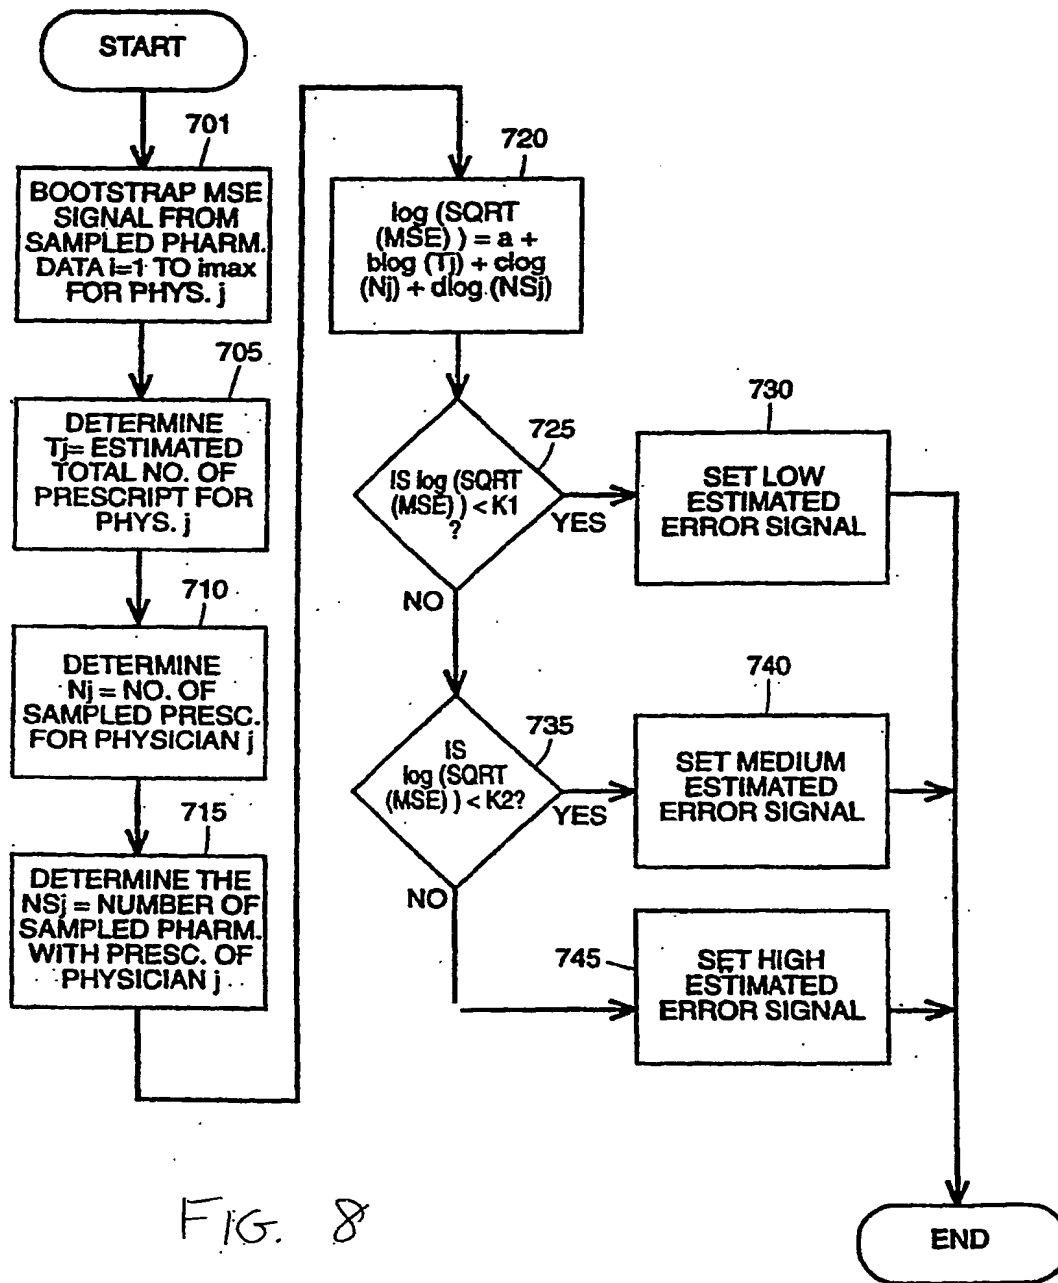 START
701
BOOTSTRAP MSE
SIGNAL FROM
SAMPLED PHARM.
DATA i=1 TO imax
FOR PHYS. j
705
DETERMINE
Tj= ESTIMATED
TOTAL NO. OF
PRESCRIPT FOR
PHYS. j
710
DETERMINE
Nj = NO. OF
SAMPLED PRESC.
FOR PHYSICIAN j
715
DETERMINE THE
NSj = NUMBER OF
SAMPLED PHARM.
WITH PRESC. OF
PHYSICIAN j
720
log (SQRT
(MSE) ) = a +
blog (Tj) + clog
(Nj) + dlog (NSj)
725
IS log (SQRT
(MSE) ) < K1
?
YES
NO
730
SET LOW
ESTIMATED
ERROR SIGNAL
735
IS
log (SQRT
(MSE) ) < K2?
YES
NO
740
SET MEDIUM
ESTIMATED
ERROR SIGNAL
745
SET HIGH
ESTIMATED
ERROR SIGNAL
END
FIG. 8